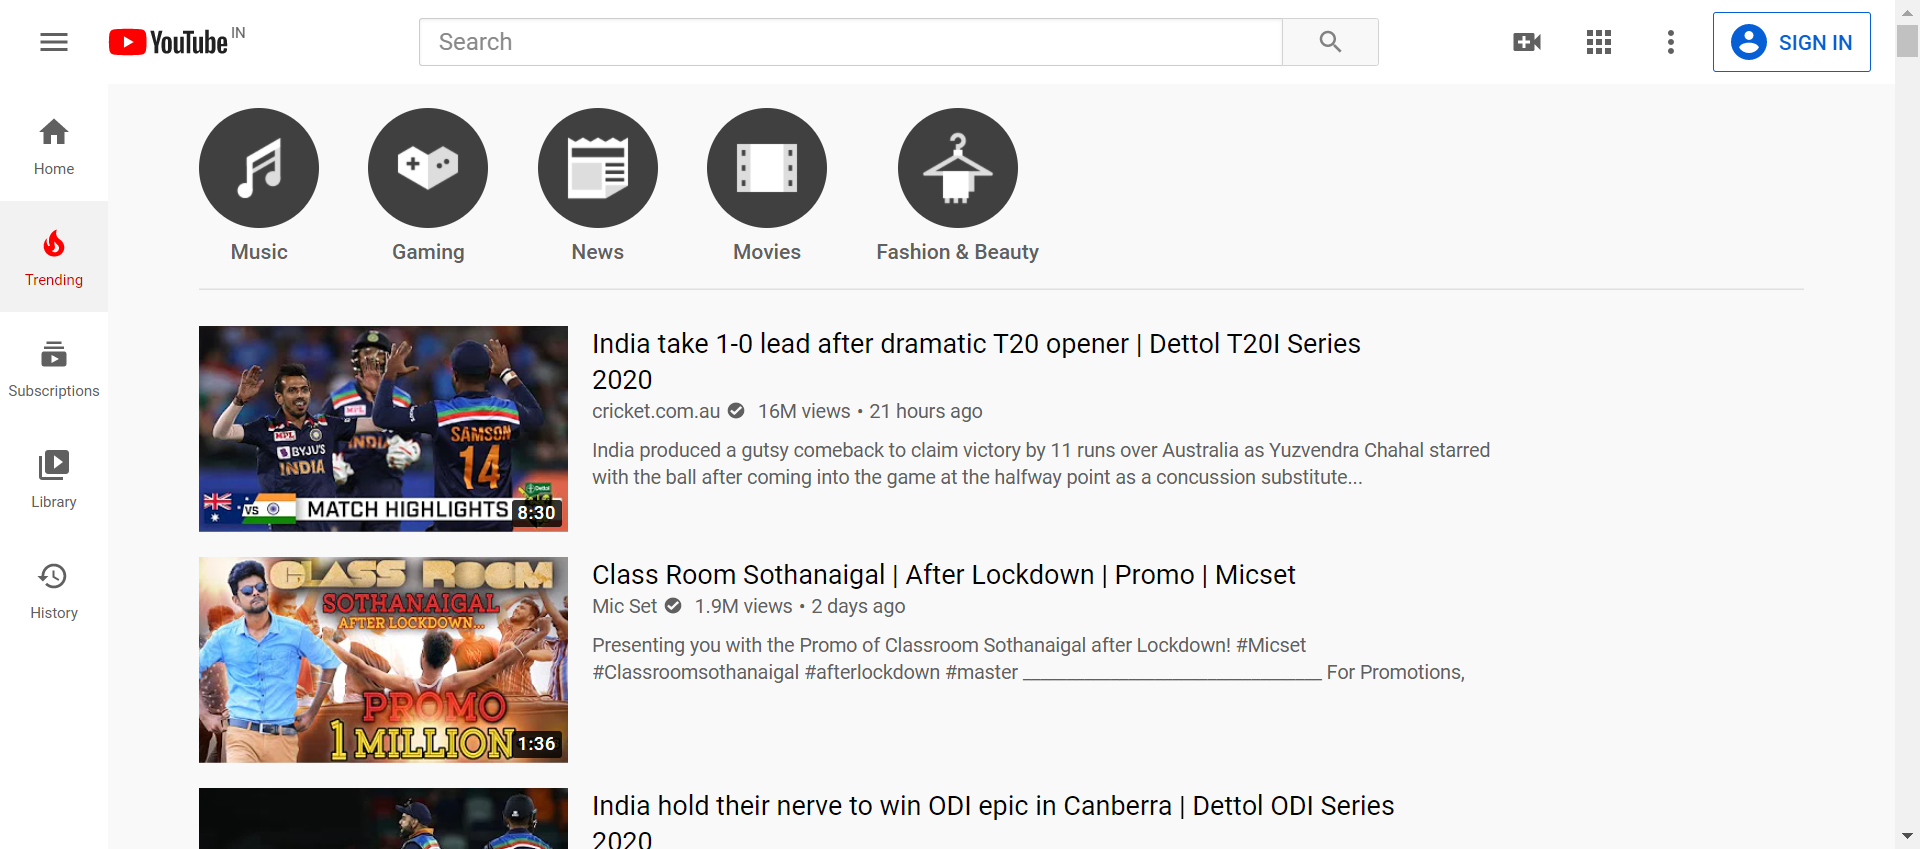 YouTube IN
Search
SIGN IN
Home
Trending
Subscriptions
Library
History
Music
Gaming
News
Movies
Fashion & Beauty
MPL
BYJU'S
INDIA
MPL
INDIA
SAMSON
14
Dettol
VS
MATCH HIGHLIGHTS
8:30
India take 1-0 lead after dramatic T20 opener | Dettol T20I Series
2020
cricket.com.au 16M views • 21 hours ago
India produced a gutsy comeback to claim victory by 11 runs over Australia as Yuzvendra Chahal starred
with the ball after coming into the game at the halfway point as a concussion substitute...
CLASS ROOM
SOTHANAIGAL
AFTER LOCKDOWN...
PROMO
1 MILLION
1:36
Class Room Sothanaigal | After Lockdown | Promo | Micset
Mic Set 1.9M views • 2 days ago
Presenting you with the Promo of Classroom Sothanaigal after Lockdown! #Micset
#Classroomsothanaigal #afterlockdown #master ______________________________ For Promotions,
India hold their nerve to win ODI epic in Canberra | Dettol ODI Series
2020